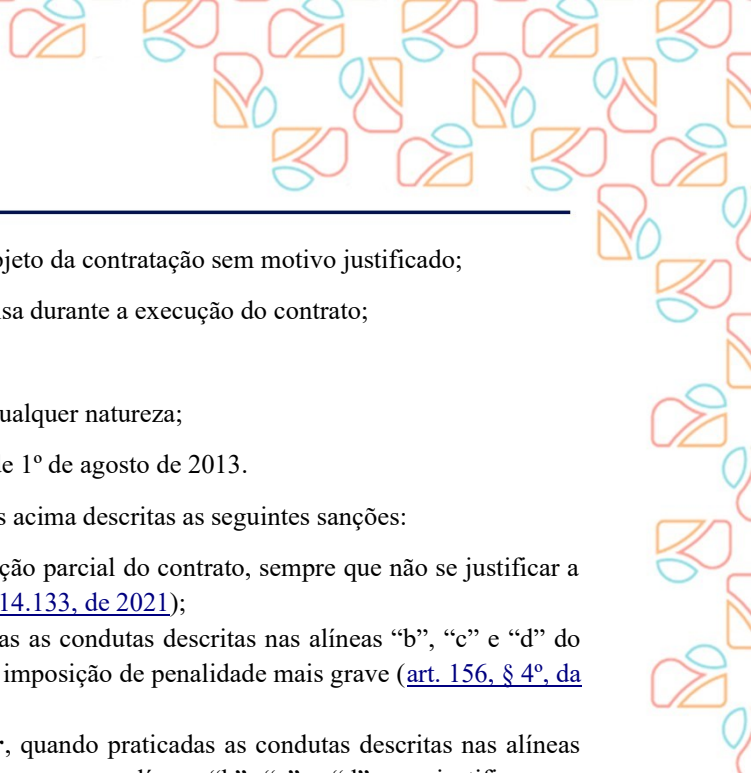 jeto da contratação sem motivo justificado;
sa durante a execução do contrato;
ualquer natureza;
e 1º de agosto de 2013.
s acima descritas as seguintes sanções:
ção parcial do contrato, sempre que não se justificar a
14.133, de 2021);
as as condutas descritas nas alíneas “b”, “c” e “d” do
imposição de penalidade mais grave (art. 156, § 4º, da
, quando praticadas as condutas descritas nas alíneas